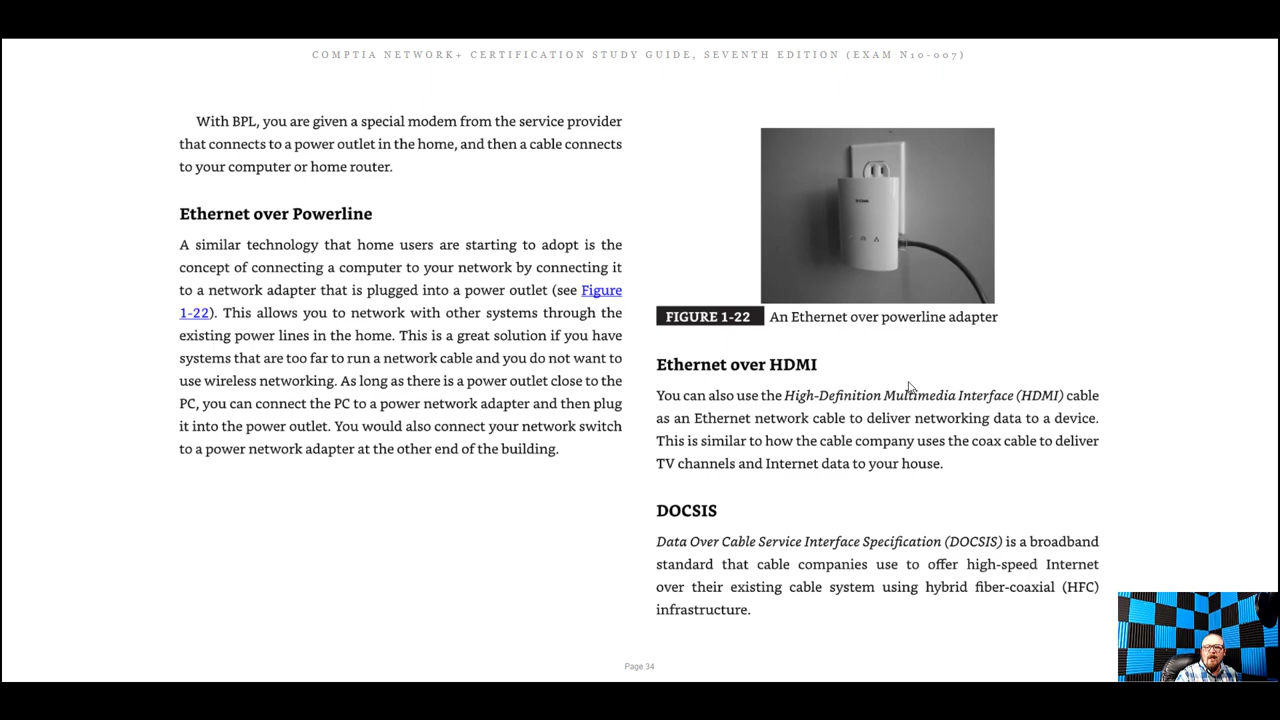 COMPTIA NETWORK+ CERTIFICATION STUDY GUIDE, SEVENTH EDITION (EXAM N10-007)
With BPL, you are given a special modem from the service provider
that connects to a power outlet in the home, and then a cable connects
to your computer or home router.
Ethernet over Powerline
A similar technology that home users are starting to adopt is the
concept of connecting a computer to your network by connecting it
to a network adapter that is plugged into a power outlet (see Figure
1-22). This allows you to network with other systems through the
existing power lines in the home. This is a great solution if you have
systems that are too far to run a network cable and you do not want to
use wireless networking. As long as there is a power outlet close to the
PC, you can connect the PC to a power network adapter and then plug
it into the power outlet. You would also connect your network switch
to a power network adapter at the other end of the building.
D-Link
FIGURE 1-22 An Ethernet over powerline adapter
Ethernet over HDMI
You can also use the High-Definition Multimedia Interface (HDMI) cable
as an Ethernet network cable to deliver networking data to a device.
This is similar to how the cable company uses the coax cable to deliver
TV channels and Internet data to your house.
DOCSIS
Data Over Cable Service Interface Specification (DOCSIS) is a broadband
standard that cable companies use to offer high-speed Internet
over their existing cable system using hybrid fiber-coaxial (HFC)
infrastructure.
Page 34